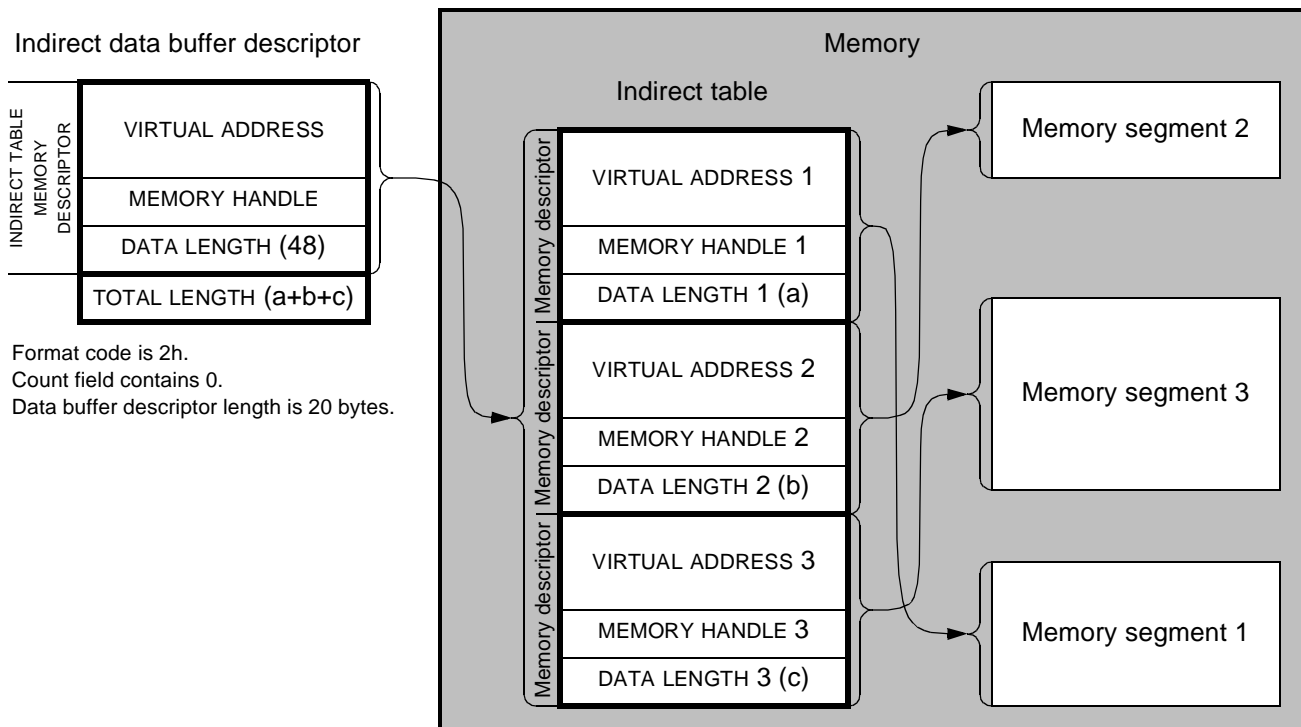 Indirect data buffer descriptor
INDIRECT TABLE
MEMORY
DESCRIPTOR
VIRTUAL ADDRESS
MEMORY HANDLE
DATA LENGTH (48)
TOTAL LENGTH (a+b+c)
Format code is 2h.
Count field contains 0.
Data buffer descriptor length is 20 bytes.
Memory
Indirect table
Memory descriptor
VIRTUAL ADDRESS 1
MEMORY HANDLE 1
DATA LENGTH 1 (a)
Memory descriptor
VIRTUAL ADDRESS 2
MEMORY HANDLE 2
DATA LENGTH 2 (b)
Memory descriptor
VIRTUAL ADDRESS 3
MEMORY HANDLE 3
DATA LENGTH 3 (c)
Memory segment 2
Memory segment 3
Memory segment 1